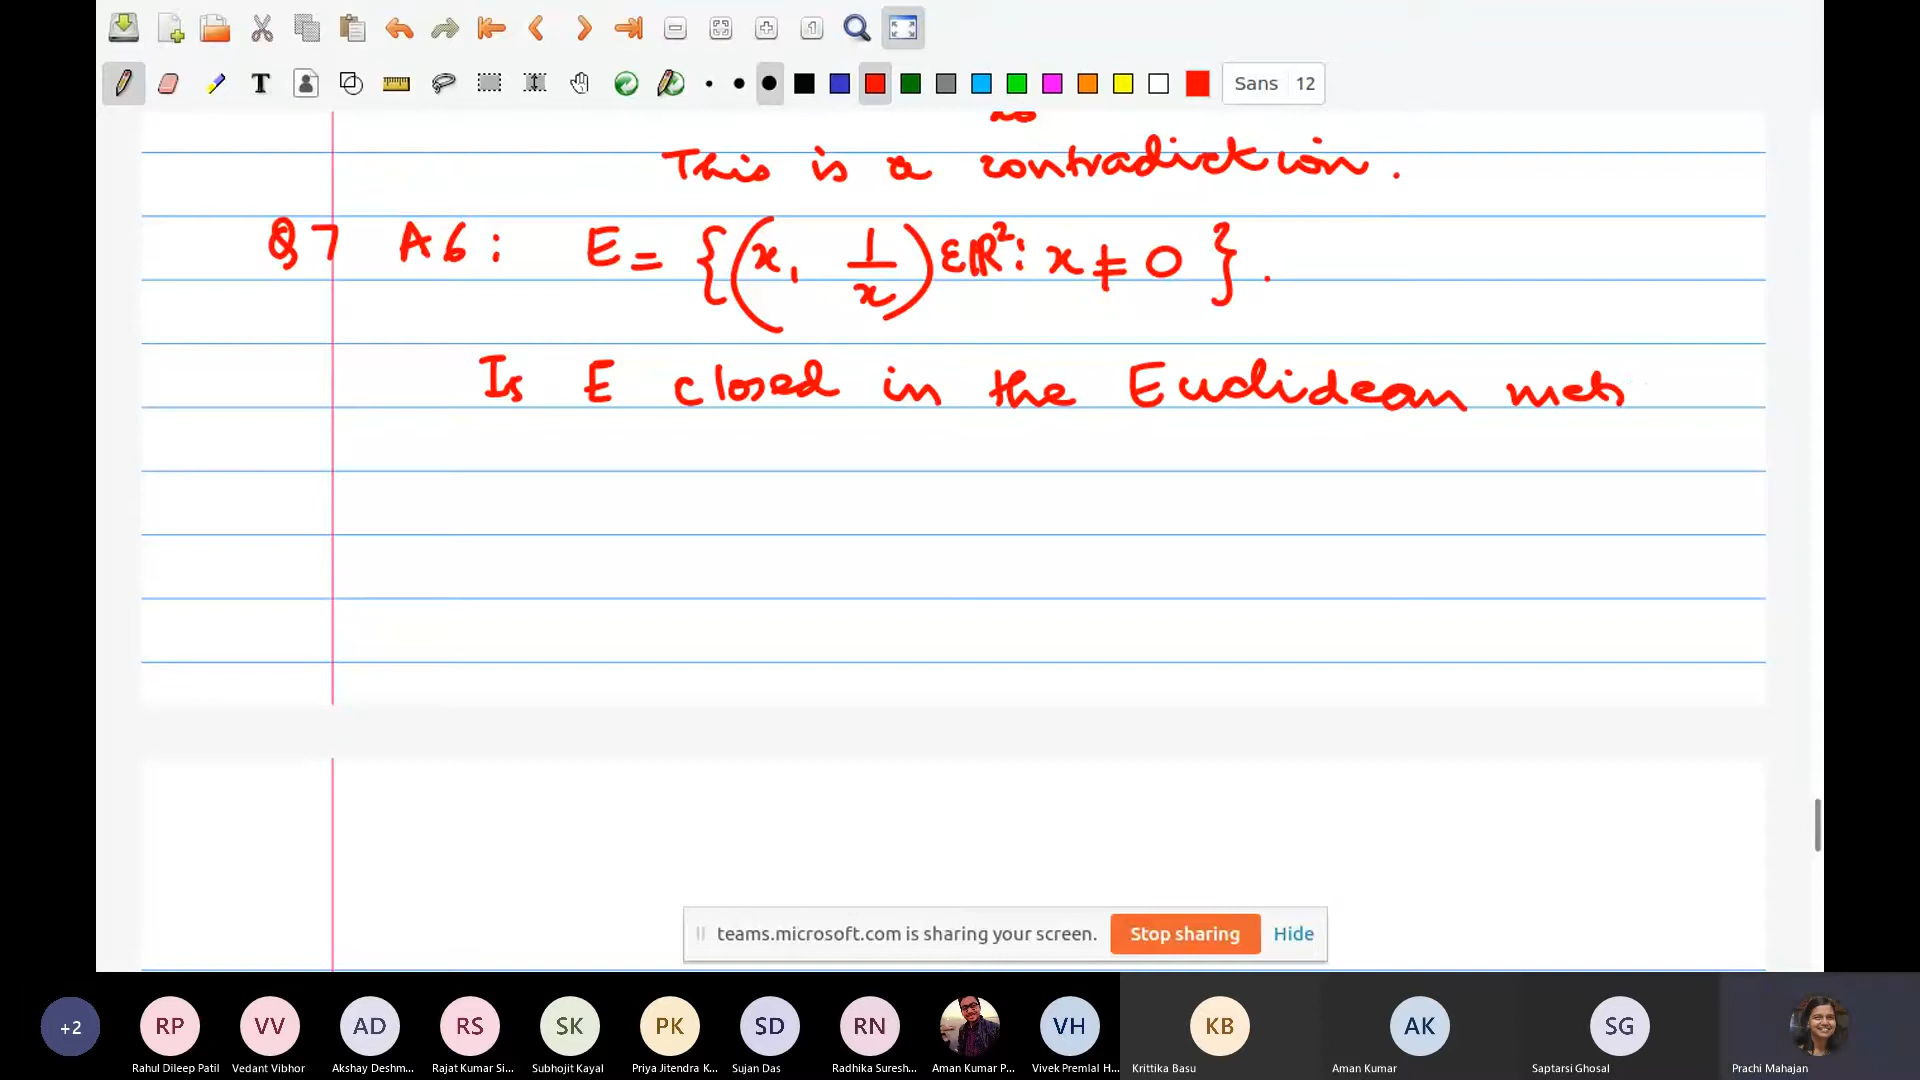 Sans 12
This is a contradiction.
Q7 A6: E = {(x, 1/x) ∈ ℝ²: x ≠ 0}.
Is E closed in the Euclidean metr
teams.microsoft.com is sharing your screen. Stop sharing Hide
+2 RP VV AD RS SK PK SD RN VH KB AK SG
Rahul Dileep Patil Vedant Vibhor Akshay Deshm... Rajat Kumar Si... Subhojit Kayal Priya Jitendra K... Sujan Das Radhika Suresh... Aman Kumar P... Vivek Premlal H... Krittika Basu Aman Kumar Saptarsi Ghosal Prachi Mahajan